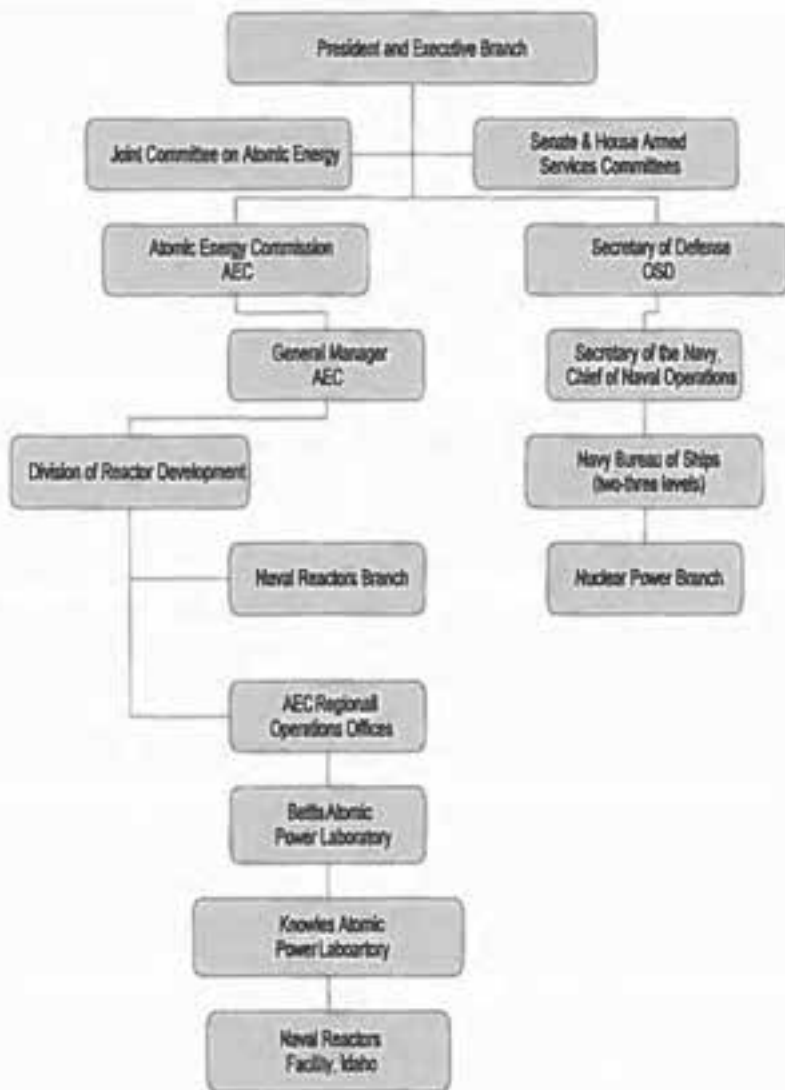 President and Executive Branch
Joint Committee on Atomic Energy
Senate & House Armed
Services Committees
Atomic Energy Commission
AEC
Secretary of Defense
OSD
General Manager
AEC
Secretary of the Navy,
Chief of Naval Operations
Division of Reactor Development
Navy Bureau of Ships
(two-three levels)
Naval Reactors Branch
Nuclear Power Branch
AEC Regionall
Operations Offices
Bettis Atomic
Power Laboratory
Knowles Atomic
Power Laboartory
Naval Reactors
Facility, Idaho